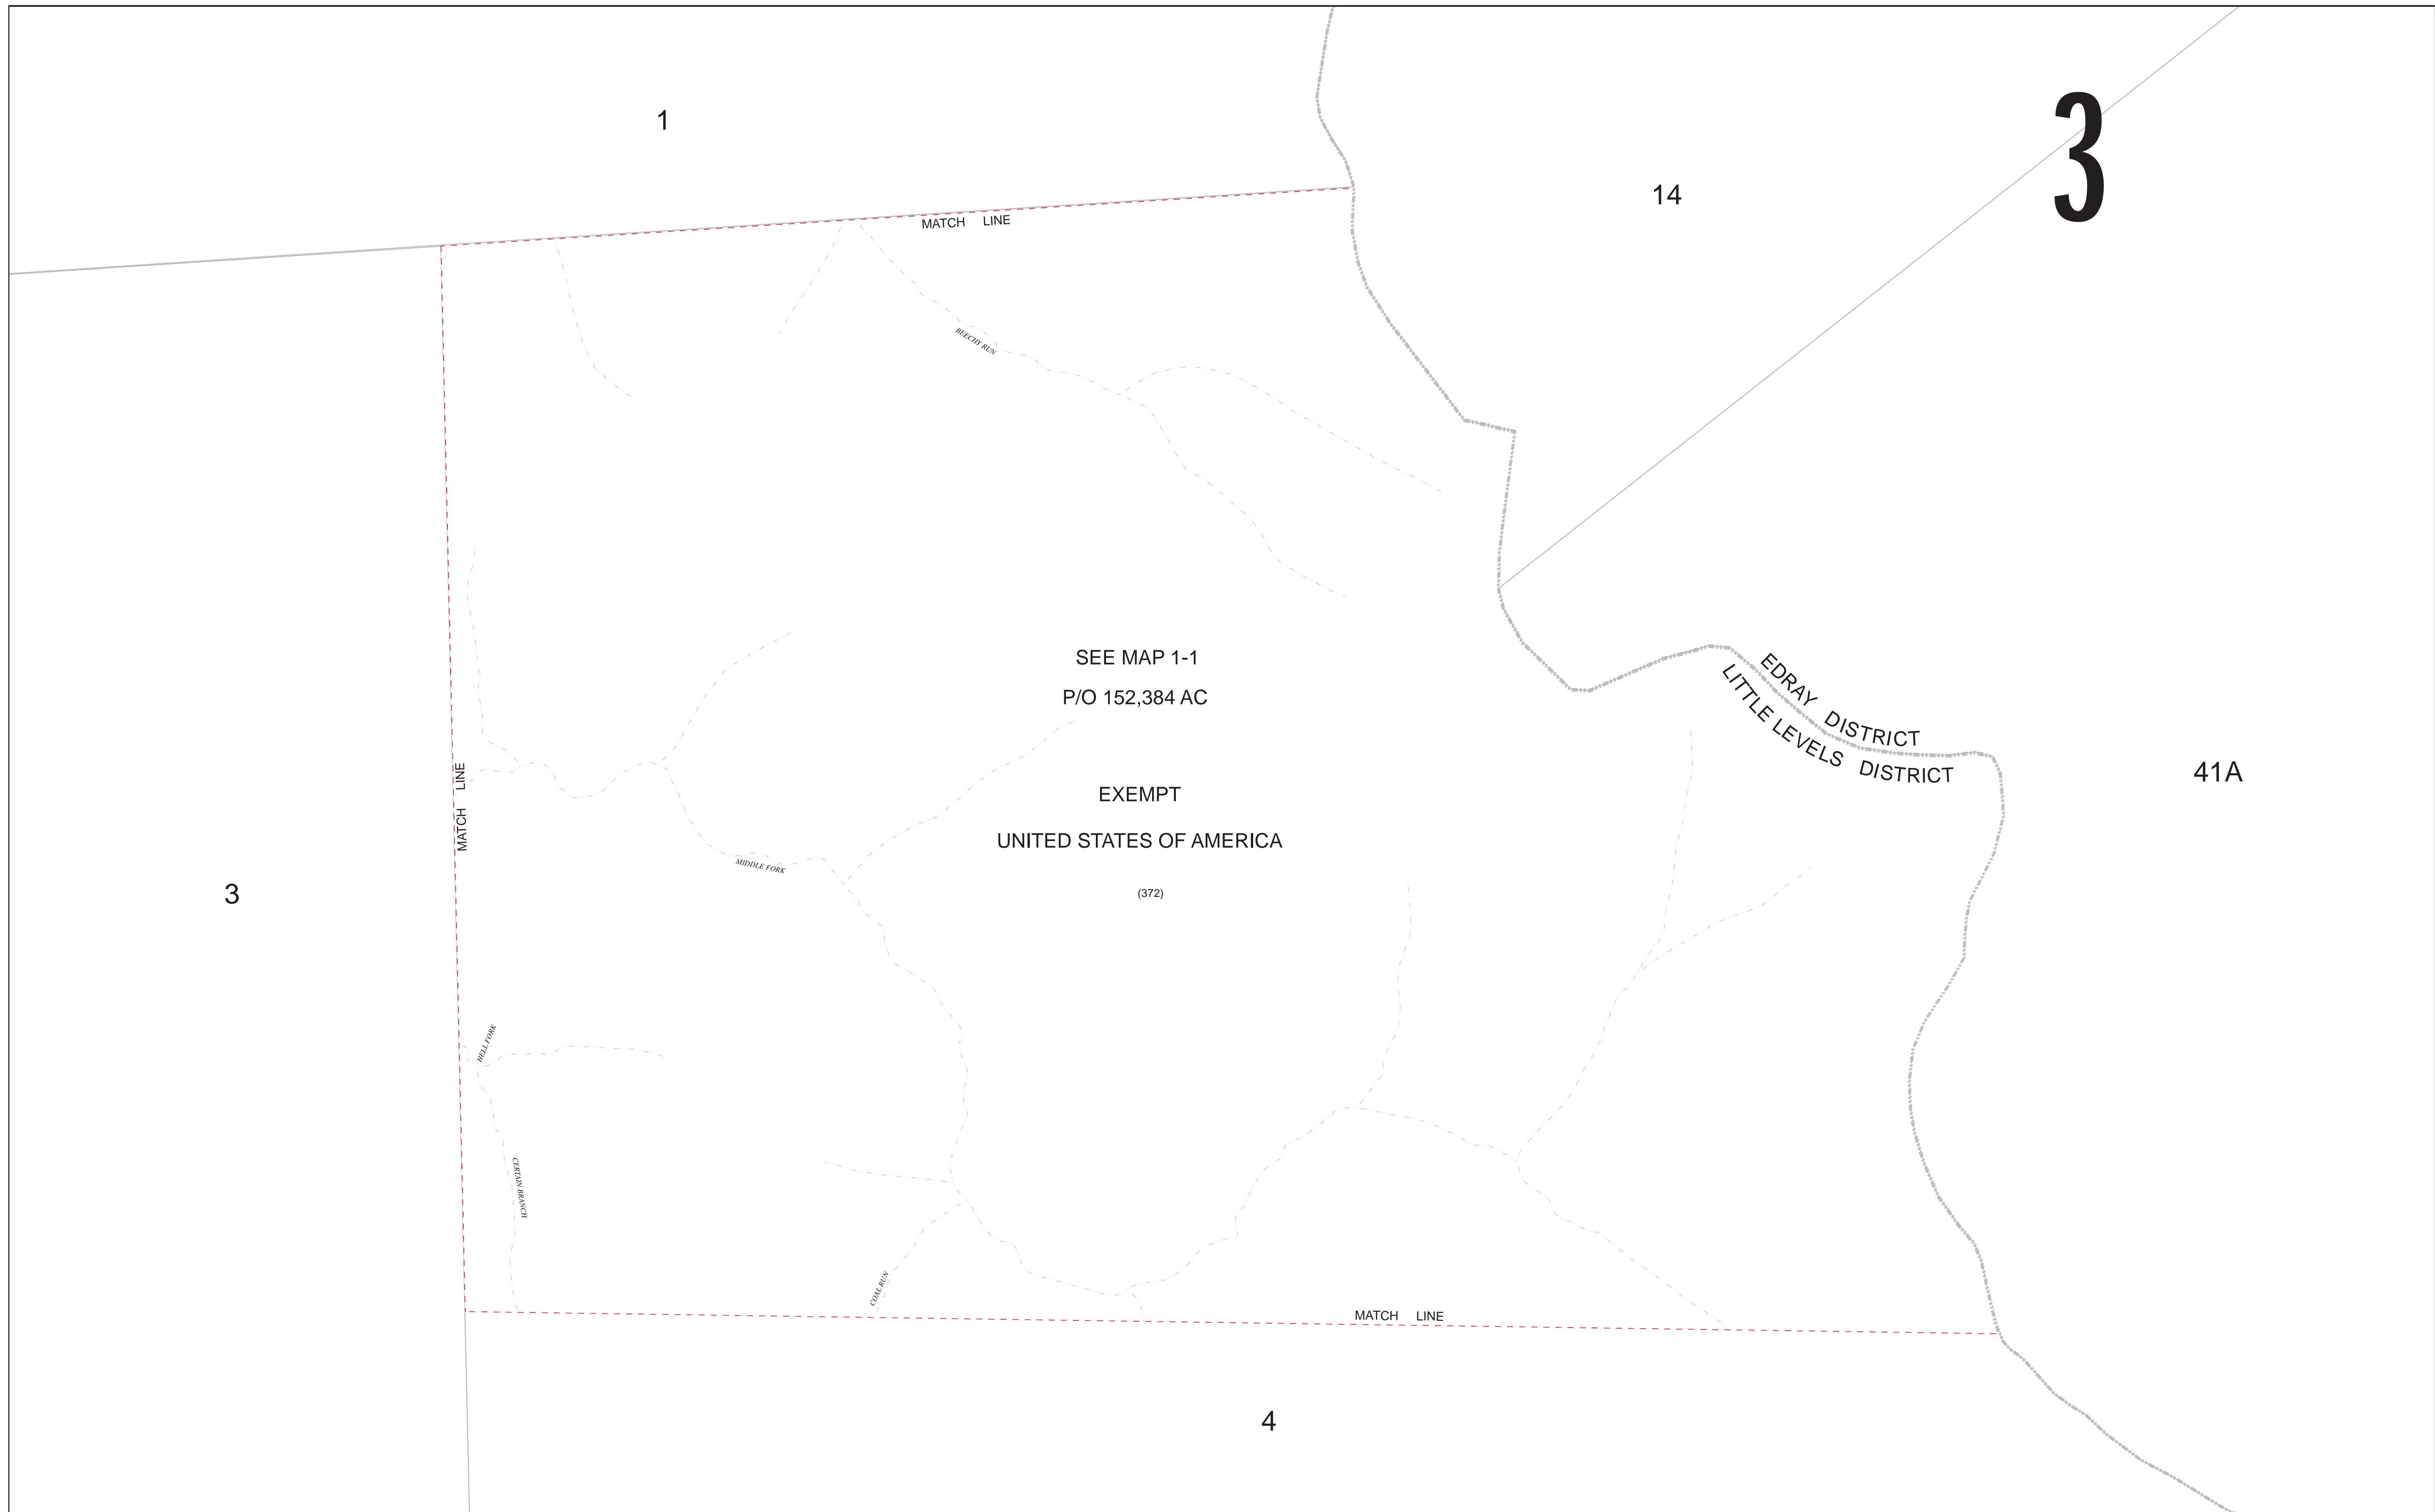 1
14
3
MATCH LINE
BEECHY RUN
SEE MAP 1-1
P/O 152,384 AC
EDRAY DISTRICT
LITTLE LEVELS DISTRICT
41A
MATCH LINE
EXEMPT
UNITED STATES OF AMERICA
MIDDLE FORK
(372)
3
HELL FORK
CERTAIN BRANCH
COAL RUN
MATCH LINE
4